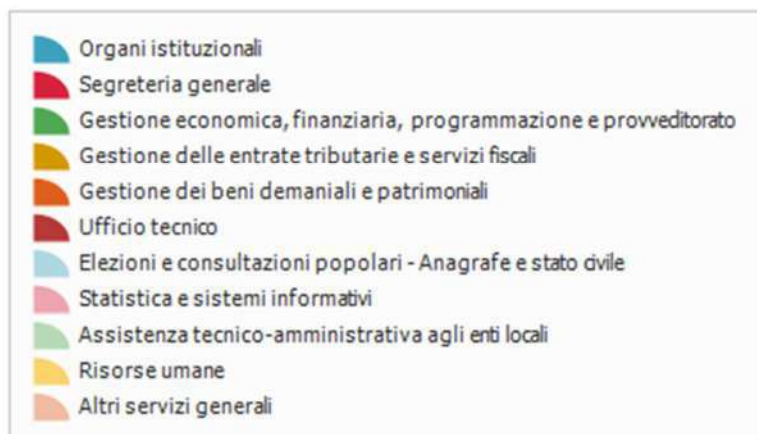 Organi istituzionali
Segreteria generale
Gestione economica, finanziaria, programmazione e provveditorato
Gestione delle entrate tributarie e servizi fiscali
Gestione dei beni demaniali e patrimoniali
Ufficio tecnico
Elezioni e consultazioni popolari - Anagrafe e stato civile
Statistica e sistemi informativi
Assistenza tecnico-amministrativa agli enti locali
Risorse umane
Altri servizi generali